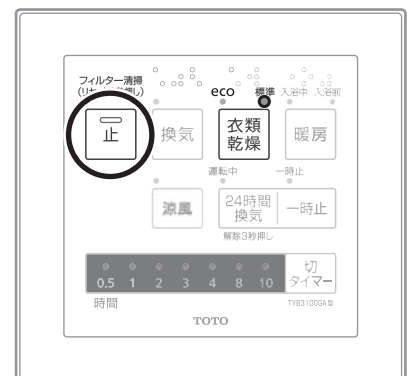 フィルター清掃
eco 標準 入浴中 入浴前
止 換気 衣類乾燥 暖房
運転中 一時止
涼風 24時間換気 一時止
解除3秒押し
0.5 1 2 3 4 8 10 切タイマー
時間 TYB3100GA型
TOTO